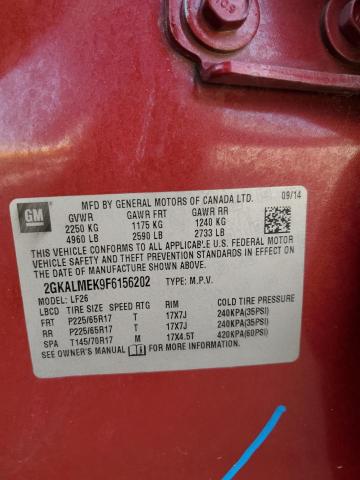 10.9
GM
MFD BY GENERAL MOTORS OF CANADA LTD. 09/14
GVWR GAWR FRT GAWR RR
2250 KG 1175 KG 1240 KG
4960 LB 2590 LB 2733 LB
THIS VEHICLE CONFORMS TO ALL APPLICABLE U.S. FEDERAL MOTOR
VEHICLE SAFETY AND THEFT PREVENTION STANDARDS IN EFFECT ON
THE DATE OF MANUFACTURE SHOWN ABOVE.
2GKALMEK9F6156202 TYPE: M.P.V.
MODEL: LF26
LBCD TIRE SIZE SPEED RTG RIM COLD TIRE PRESSURE
FRT P225/65R17 T 17X7J 240KPA(35PSI)
RR P225/65R17 T 17X7J 240KPA(35PSI)
SPA T145/70R17 M 17X4.5T 420KPA(60PSI)
SEE OWNER'S MANUAL FOR ADDITIONAL INFORMATION.